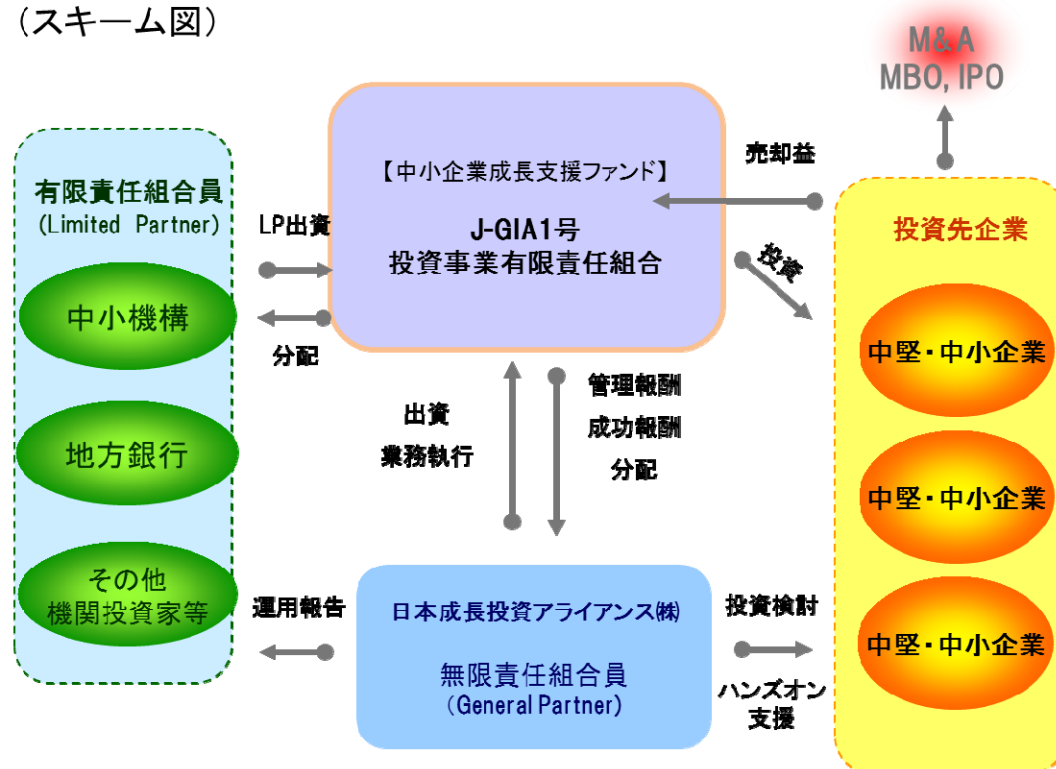 (スキーム図)
M&A
MBO, IPO
有限責任組合員
(Limited Partner)
中小機構
地方銀行
その他
機関投資家等
LP出資
分配
【中小企業成長支援ファンド】
J-GIA1号
投資事業有限責任組合
売却益
投資
投資先企業
中堅・中小企業
中堅・中小企業
中堅・中小企業
出資
業務執行
管理報酬
成功報酬
分配
運用報告
日本成長投資アライアンス㈱
無限責任組合員
(General Partner)
投資検討
ハンズオン
支援